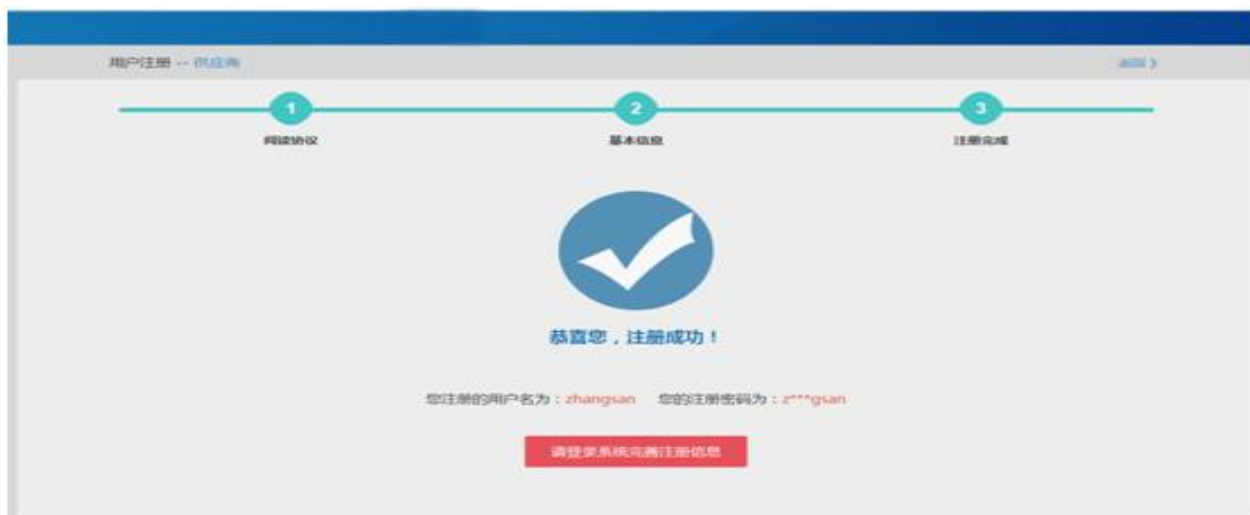 用户注册 -- 供应商 返回 》
1 2 3
阅读协议 基本信息 注册完成
恭喜您，注册成功！
您注册的用户名为：zhangsan 您的注册密码为：z***gsan
请登录系统完善注册信息